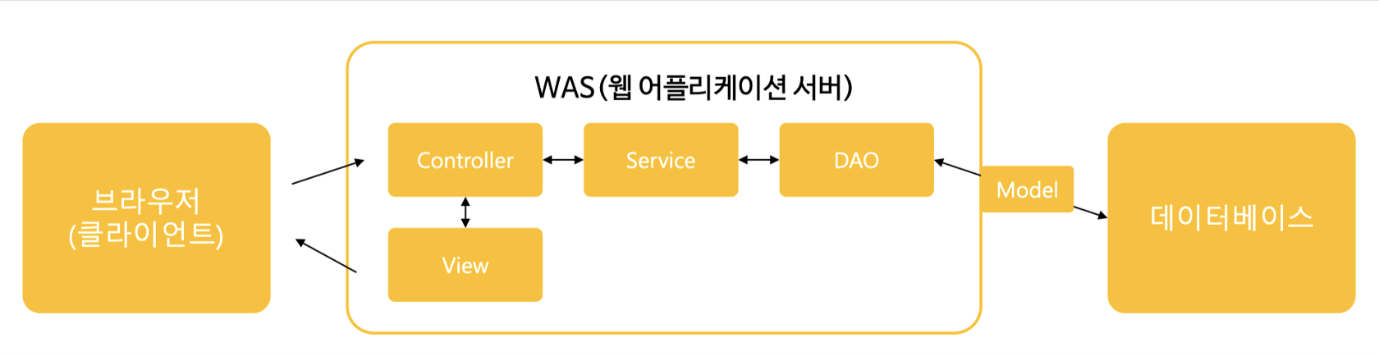 WAS(웹 어플리케이션 서버)
브라우저
(클라이언트)
Controller
Service
DAO
View
Model
데이터베이스